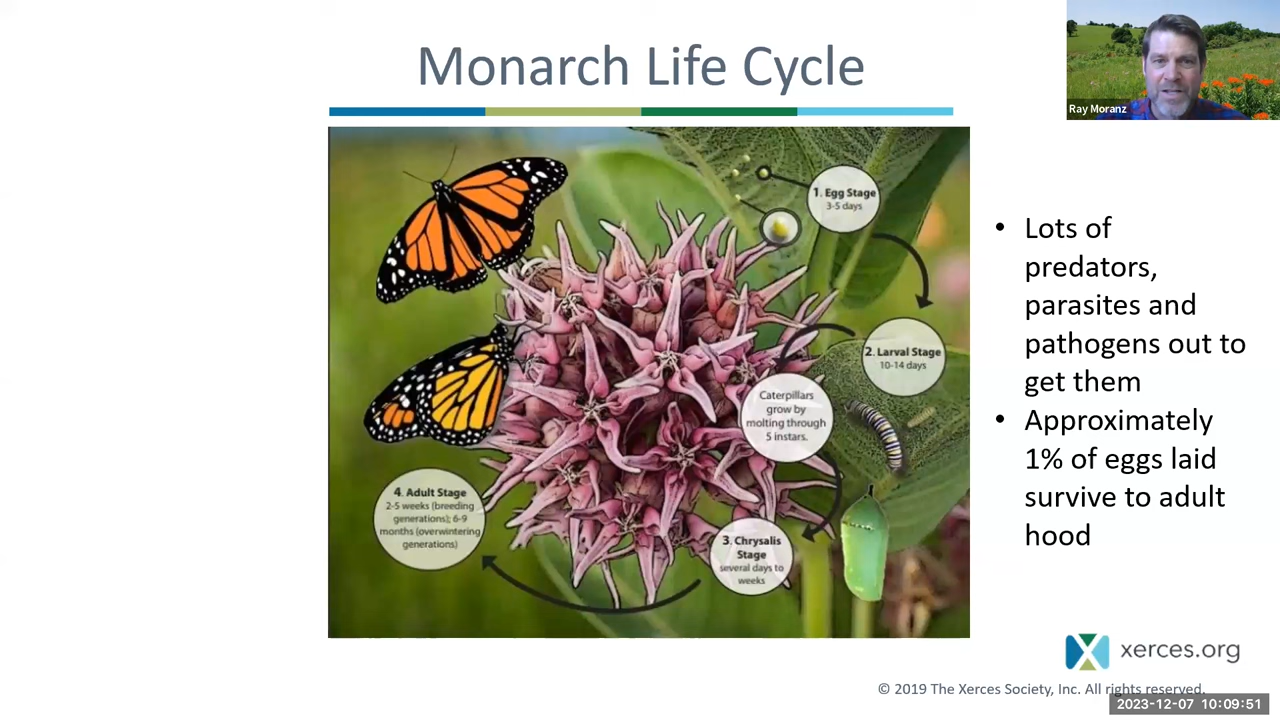 Monarch Life Cycle
Ray Moranz
1. Egg Stage
3-5 days
2. Larval Stage
10-14 days
Caterpillars
grow by
molting through
5 instars.
3. Chrysalis
Stage
several days to
weeks
4. Adult Stage
2-5 weeks (breeding
generations); 6-9
months (overwintering
generations)
• Lots of
predators,
parasites and
pathogens out to
get them
• Approximately
1% of eggs laid
survive to adult
hood
xerces.org
© 2019 The Xerces Society, Inc. All rights reserved.
2023-12-07 10:09:51